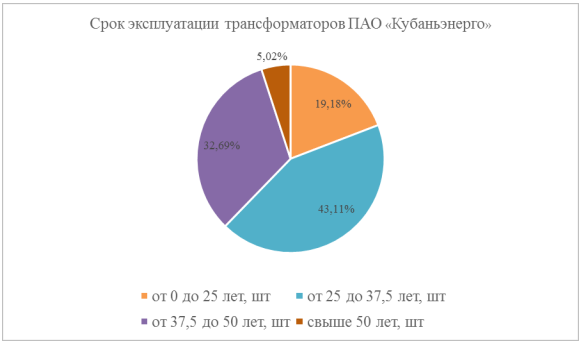 Срок эксплуатации трансформаторов ПАО «Кубаньэнерго»
5,02%
19,18%
32,69%
43,11%
от 0 до 25 лет, шт от 25 до 37,5 лет, шт
от 37,5 до 50 лет, шт свыше 50 лет, шт